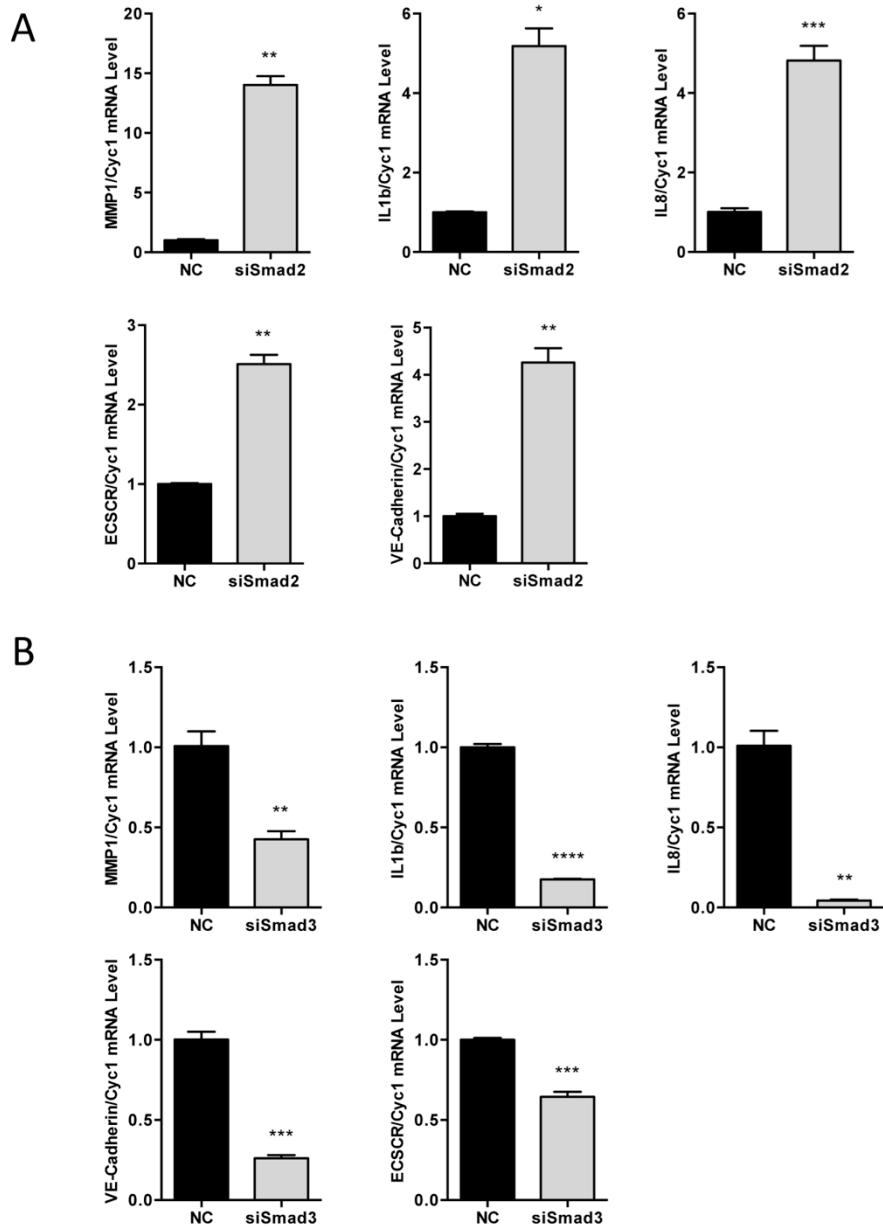 A
MMP1/Cyc1 mRNA Level
20
15
10
5
0
**
NC siSmad2
IL1b/Cyc1 mRNA Level
6
4
2
0
*
NC siSmad2
IL8/Cyc1 mRNA Level
6
4
2
0
***
NC siSmad2
ECSCR/Cyc1 mRNA Level
3
2
1
0
**
NC siSmad2
VE-Cadherin/Cyc1 mRNA Level
5
4
3
2
1
0
**
NC siSmad2
B
MMP1/Cyc1 mRNA Level
1.5
1.0
0.5
0.0
**
NC siSmad3
IL1b/Cyc1 mRNA Level
1.5
1.0
0.5
0.0
****
NC siSmad3
IL8/Cyc1 mRNA Level
1.5
1.0
0.5
0.0
**
NC siSmad3
VE-Cadherin/Cyc1 mRNA Level
1.5
1.0
0.5
0.0
***
NC siSmad3
ECSCR/Cyc1 mRNA Level
1.5
1.0
0.5
0.0
***
NC siSmad3